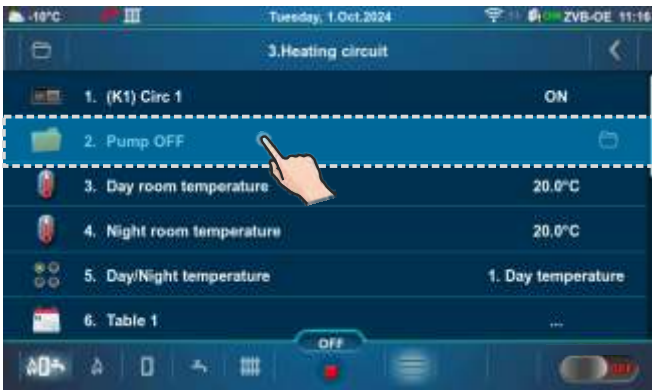 -10°C Tuesday, 1.Oct.2024 ZVB-OE 11:16
3.Heating circuit
1. (K1) Circ 1 ON
2. Pump OFF
3. Day room temperature 20.0°C
4. Night room temperature 20.0°C
5. Day/Night temperature 1. Day temperature
6. Table 1 ...
OFF
OFF